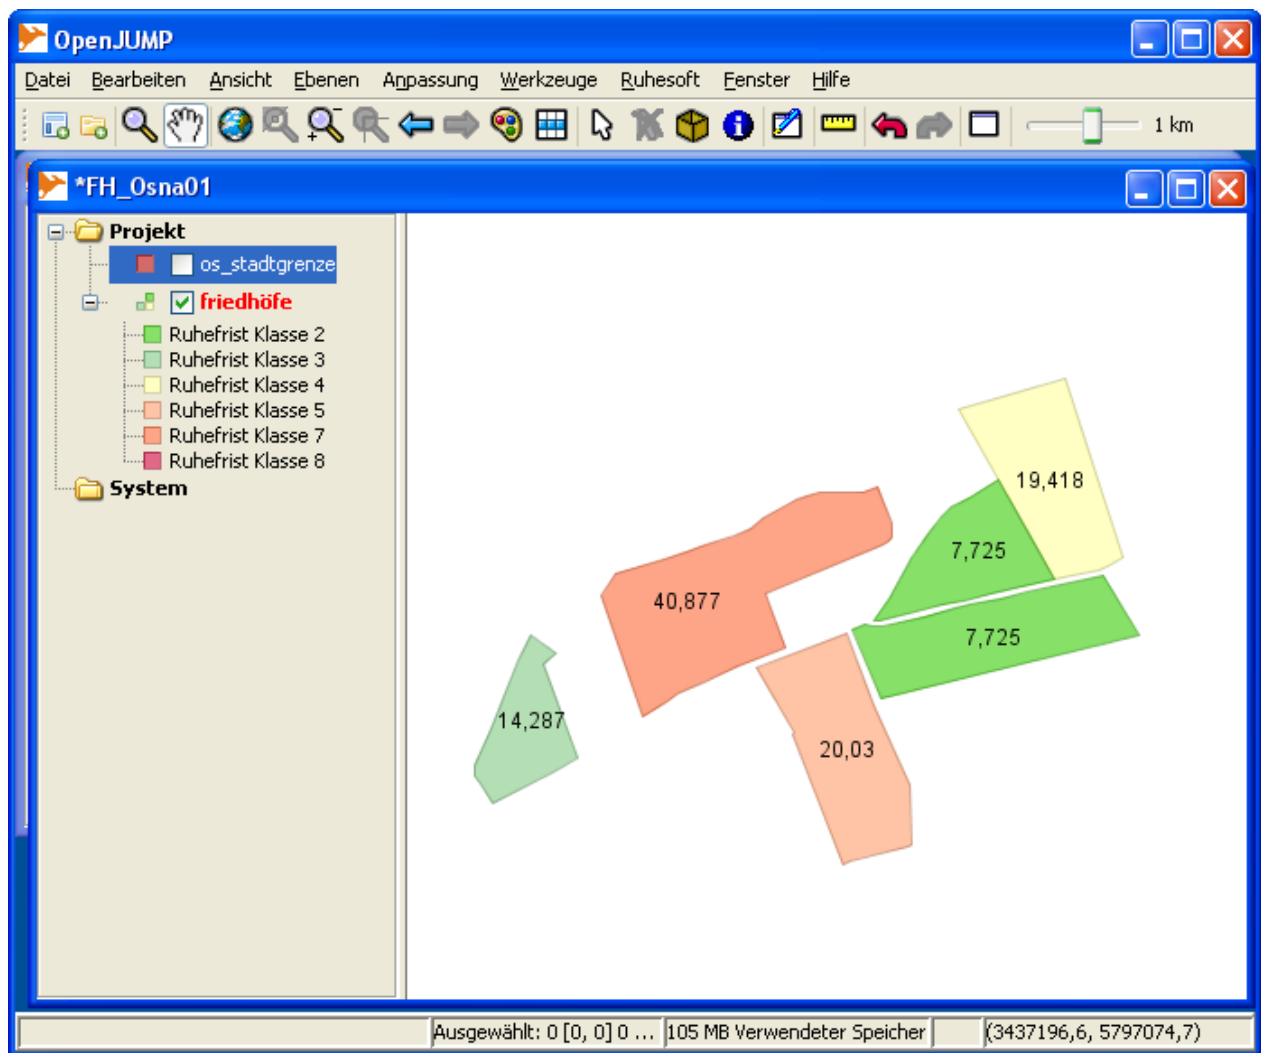 OpenJUMP
Datei Bearbeiten Ansicht Ebenen Anpassung Werkzeuge Ruhesoft Fenster Hilfe
1 km
*FH_Osna01
Projekt
os_stadtgrenze
friedhöfe
Ruhefrist Klasse 2
Ruhefrist Klasse 3
Ruhefrist Klasse 4
Ruhefrist Klasse 5
Ruhefrist Klasse 7
Ruhefrist Klasse 8
System
19,418
7,725
40,877
7,725
14,287
20,03
Ausgewählt: 0 [0, 0] 0 ... 105 MB Verwendeter Speicher (3437196,6, 5797074,7)